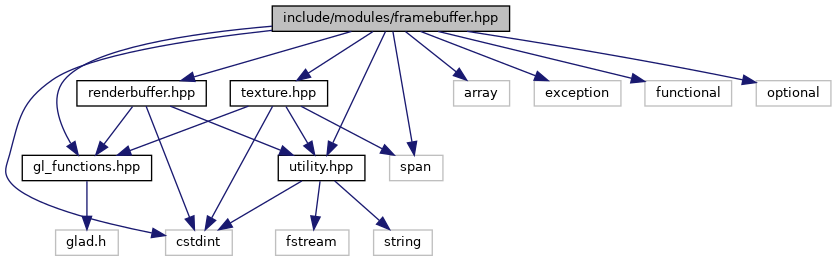 include/modules/framebuffer.hpp
renderbuffer.hpp
texture.hpp
array
exception
functional
optional
gl_functions.hpp
utility.hpp
span
glad.h
cstdint
fstream
string